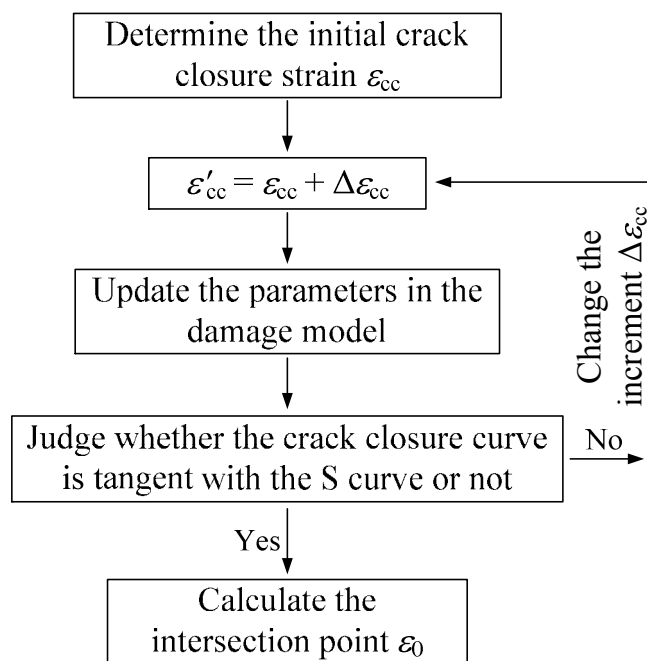 Determine the initial crack
closure strain εcc
ε′cc = εcc + Δεcc
Update the parameters in the
damage model
Judge whether the crack closure curve
is tangent with the S curve or not
No
Change the
increment Δεcc
Yes
Calculate the
intersection point ε0